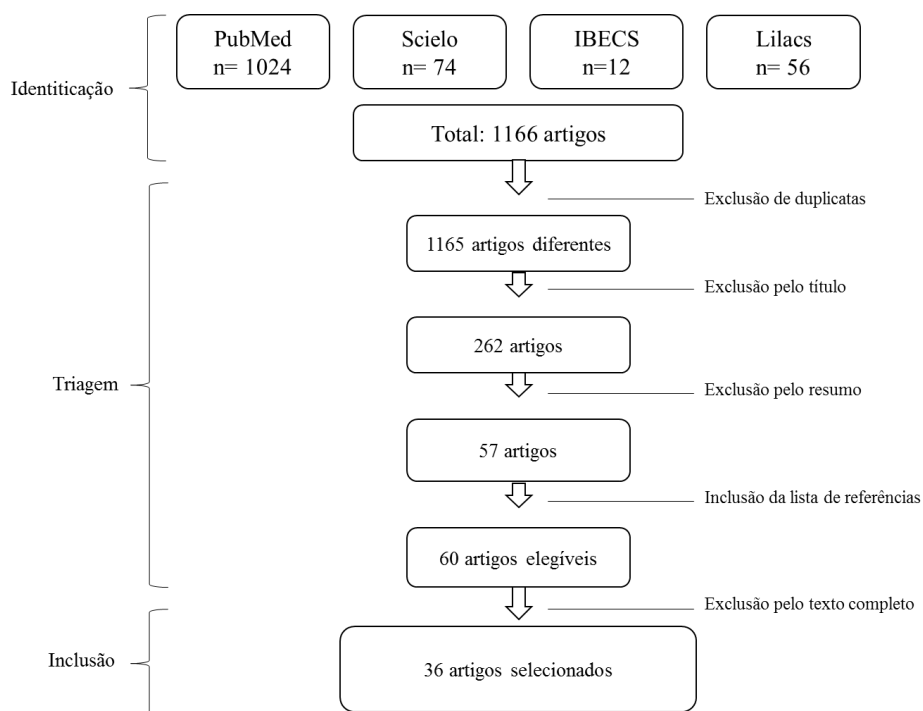 PubMed
n= 1024
Scielo
n= 74
IBECS
n=12
Lilacs
n= 56
Identiticação
Total: 1166 artigos
Exclusão de duplicatas
1165 artigos diferentes
Exclusão pelo título
262 artigos
Triagem
Exclusão pelo resumo
57 artigos
Inclusão da lista de referências
60 artigos elegíveis
Exclusão pelo texto completo
Inclusão
36 artigos selecionados